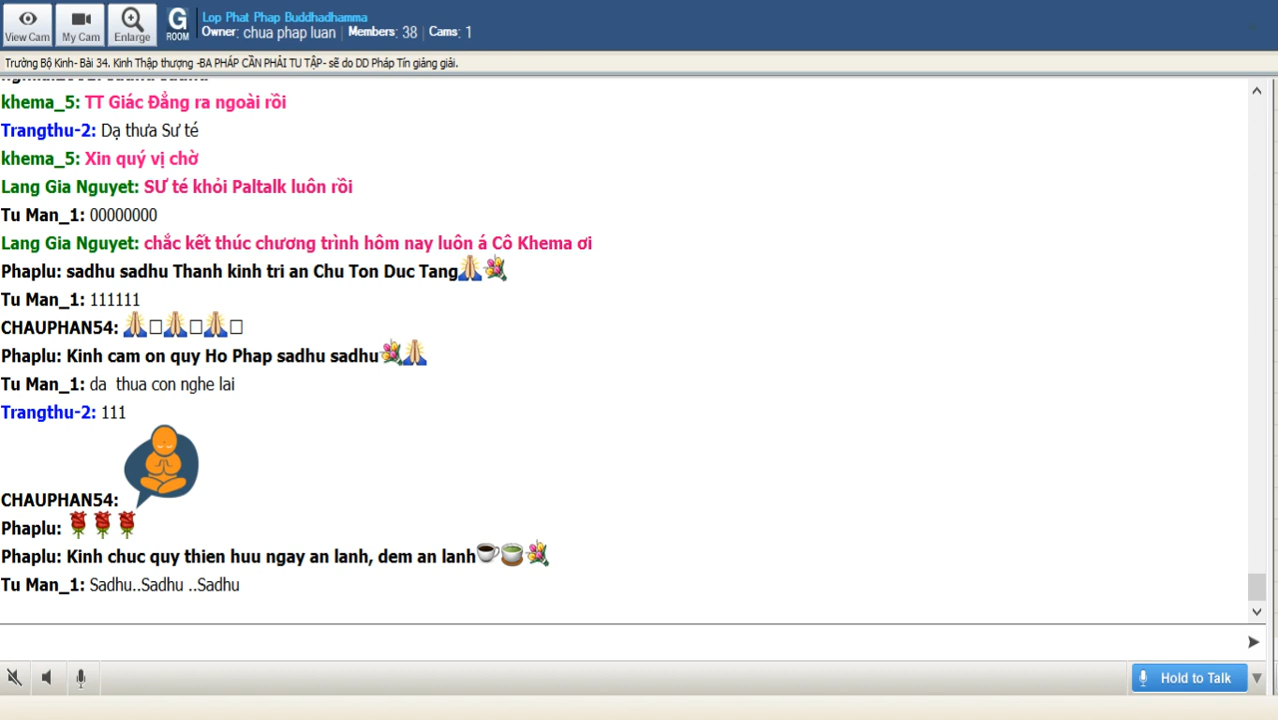 View Cam
My Cam
Enlarge
G
ROOM
Lop Phat Phap Buddhadhamma
Owner: chua phap luan | Members: 38 | Cams: 1
Trường Bộ Kinh- Bài 34. Kinh Thập thượng -BA PHÁP CẦN PHẢI TU TẬP- sẽ do DD Pháp Tín giảng giải.
khema_5: TT Giác Đẳng ra ngoài rồi
Trangthu-2: Dạ thưa Sư té
khema_5: Xin quý vị chờ
Lang Gia Nguyet: SƯ té khỏi Paltalk luôn rồi
Tu Man_1: 00000000
Lang Gia Nguyet: chắc kết thúc chương trình hôm nay luôn á Cô Khema ơi
Phaplu: sadhu sadhu Thanh kinh tri an Chu Ton Duc Tang
Tu Man_1: 111111
CHAUPHAN54:
Phaplu: Kinh cam on quy Ho Phap sadhu sadhu
Tu Man_1: da thua con nghe lai
Trangthu-2: 111
CHAUPHAN54:
Phaplu:
Phaplu: Kinh chuc quy thien huu ngay an lanh, dem an lanh
Tu Man_1: Sadhu..Sadhu ..Sadhu
Hold to Talk